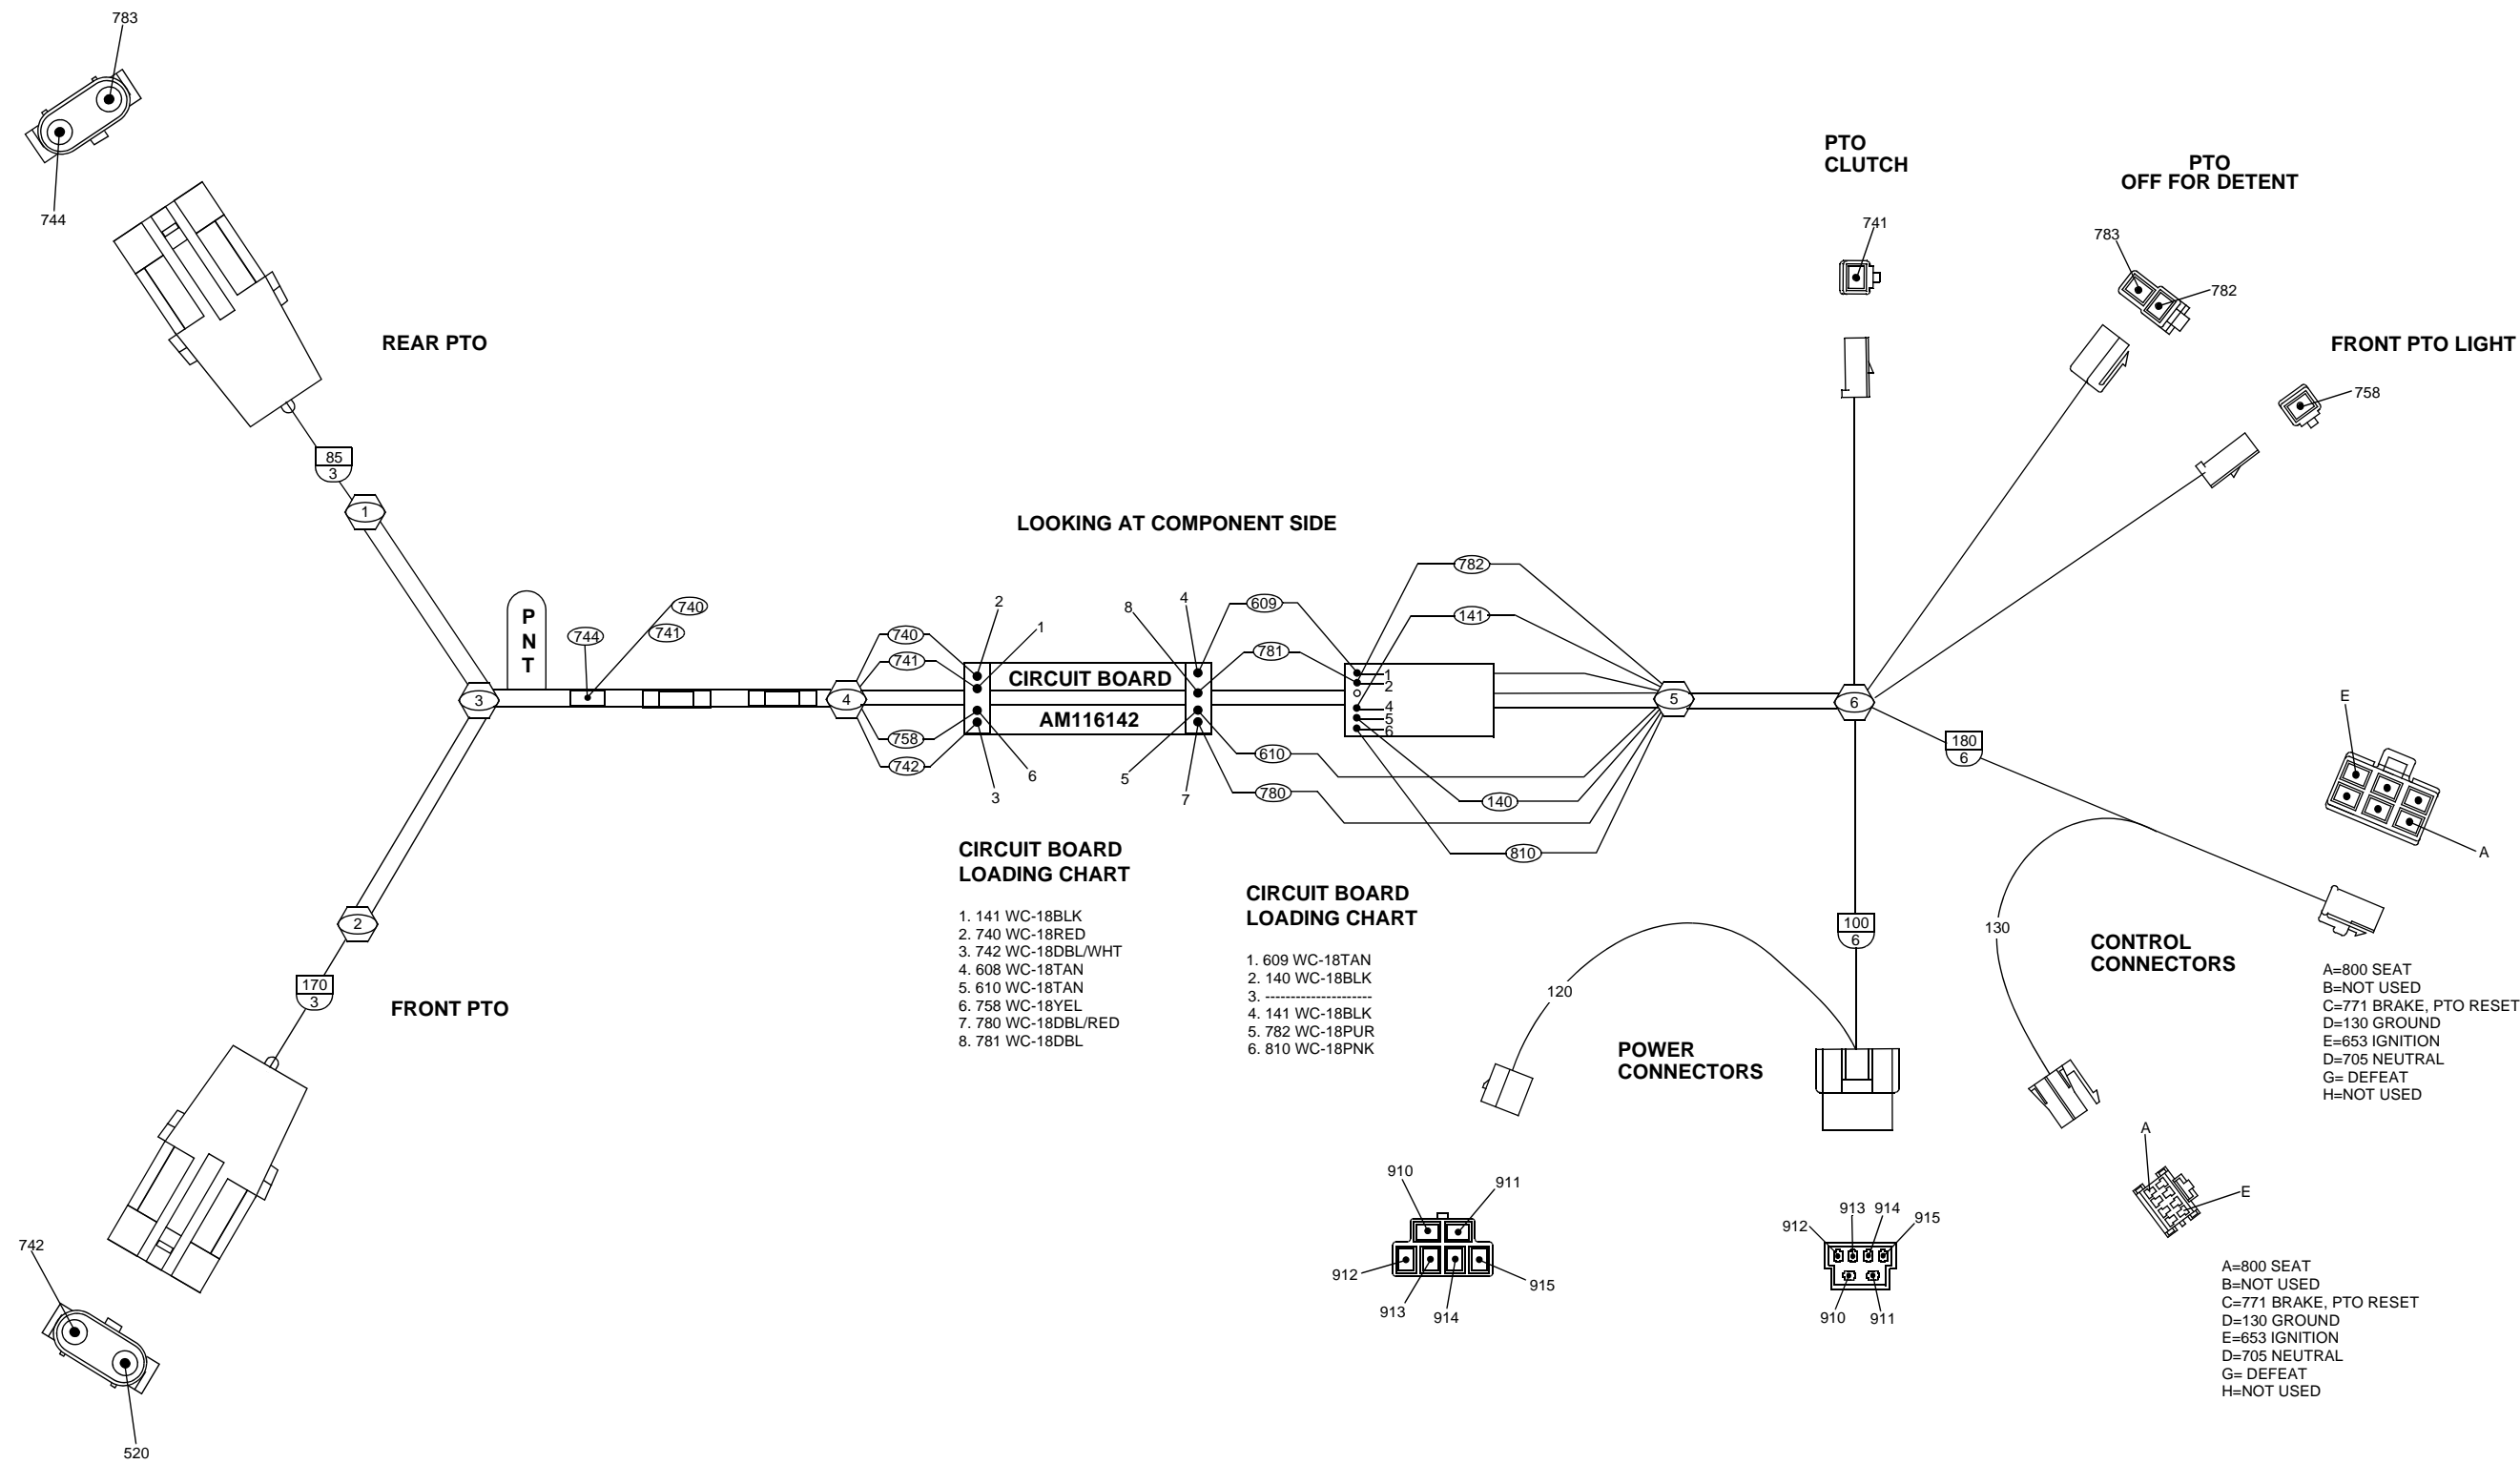 783
744
REAR PTO
85
3
1
PTO
CLUTCH
741
PTO
OFF FOR DETENT
783
782
FRONT PTO LIGHT
758
LOOKING AT COMPONENT SIDE
P
N
T
744
740
741
3
4
740
741
758
742
2
1
6
3
CIRCUIT BOARD
AM116142
8
4
5
7
609
781
610
780
782
141
140
810
1
2
4
5
6
5
6
180
6
E
A
2
170
3
FRONT PTO
742
520
CIRCUIT BOARD
LOADING CHART
1. 141 WC-18BLK
2. 740 WC-18RED
3. 742 WC-18DBL/WHT
4. 608 WC-18TAN
5. 610 WC-18TAN
6. 758 WC-18YEL
7. 780 WC-18DBL/RED
8. 781 WC-18DBL
CIRCUIT BOARD
LOADING CHART
1. 609 WC-18TAN
2. 140 WC-18BLK
3. ---------------------
4. 141 WC-18BLK
5. 782 WC-18PUR
6. 810 WC-18PNK
100
6
120
130
POWER
CONNECTORS
CONTROL
CONNECTORS
A=800 SEAT
B=NOT USED
C=771 BRAKE, PTO RESET
D=130 GROUND
E=653 IGNITION
D=705 NEUTRAL
G= DEFEAT
H=NOT USED
910
911
912
913
914
915
912
913
914
915
910
911
A
E
A=800 SEAT
B=NOT USED
C=771 BRAKE, PTO RESET
D=130 GROUND
E=653 IGNITION
D=705 NEUTRAL
G= DEFEAT
H=NOT USED